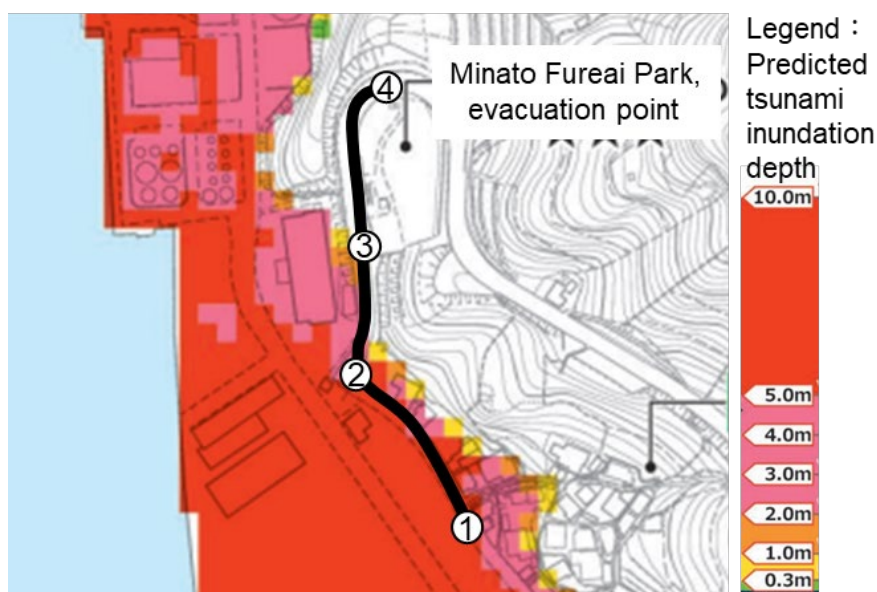 Legend :
Predicted
tsunami
inundation
depth
Minato Fureai Park,
evacuation point
10.0m
5.0m
4.0m
3.0m
2.0m
1.0m
0.3m
④
③
②
①